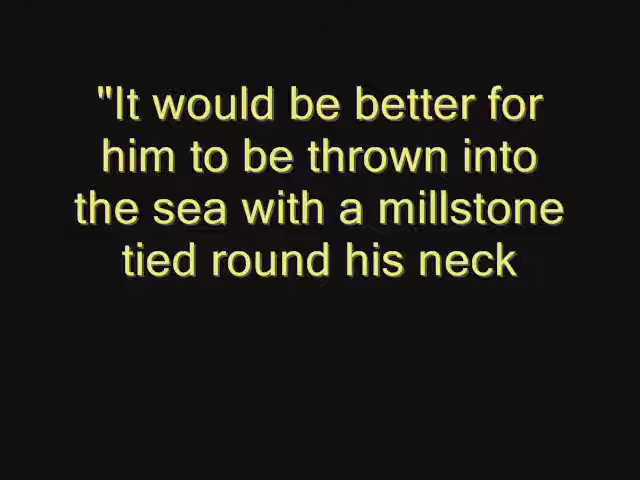 "It would be better for
him to be thrown into
the sea with a millstone
tied round his neck